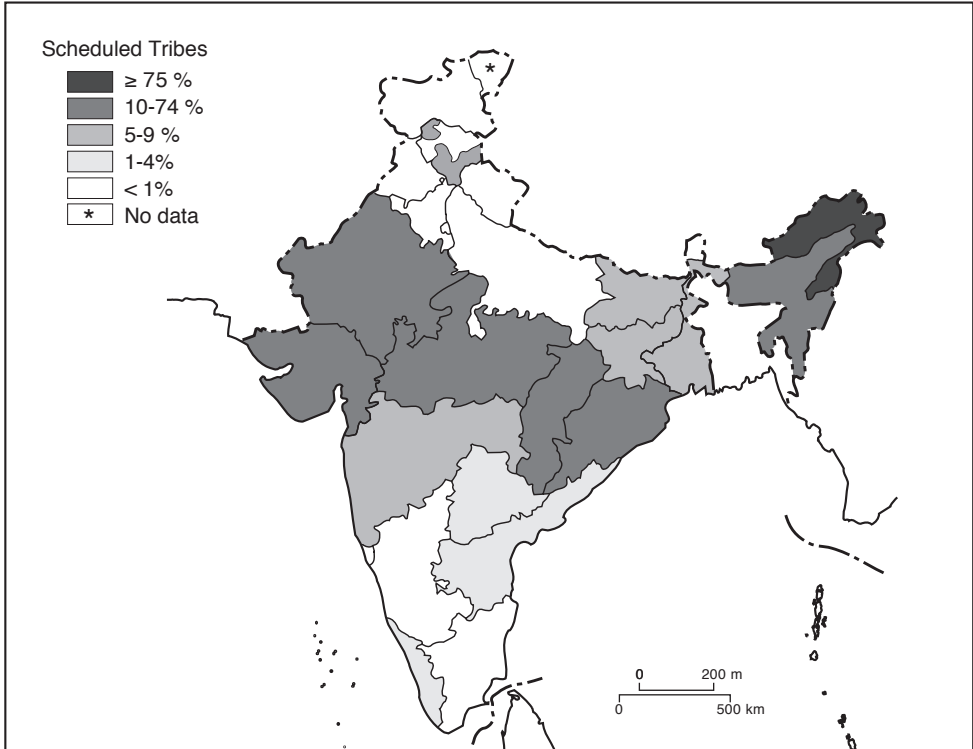 Scheduled Tribes
≥ 75 %
10-74 %
5-9 %
1-4%
< 1%
* No data
*
0 200 m
0 500 km